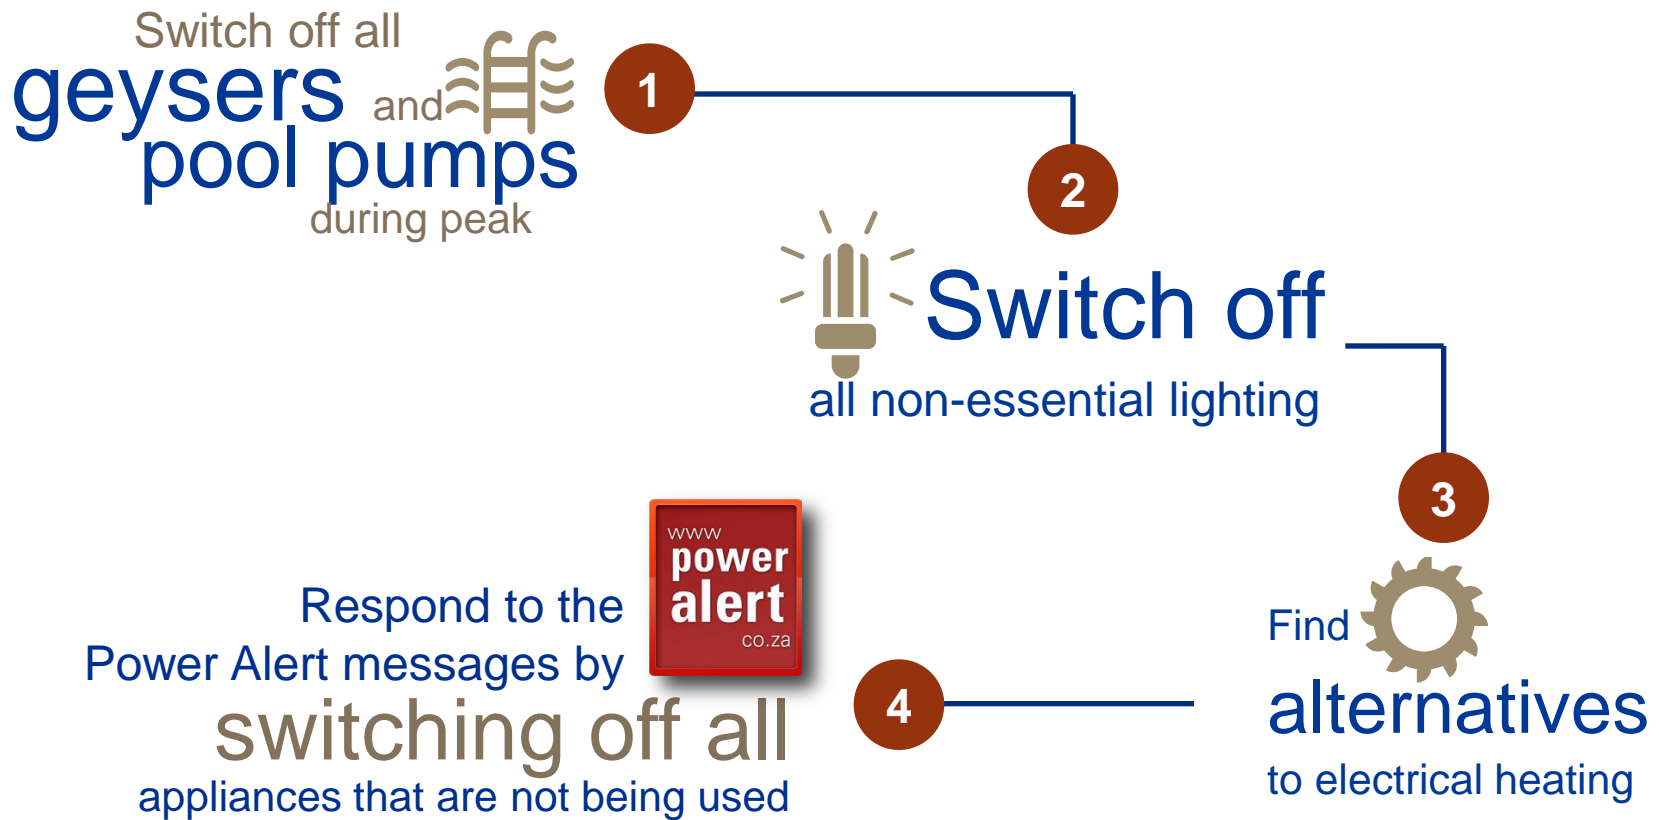 Switch off all
geysers and
pool pumps
during peak
1
2
Switch off
all non-essential lighting
3
Find
alternatives
to electrical heating
4
www
power
alert
co.za
Respond to the
Power Alert messages by
switching off all
appliances that are not being used